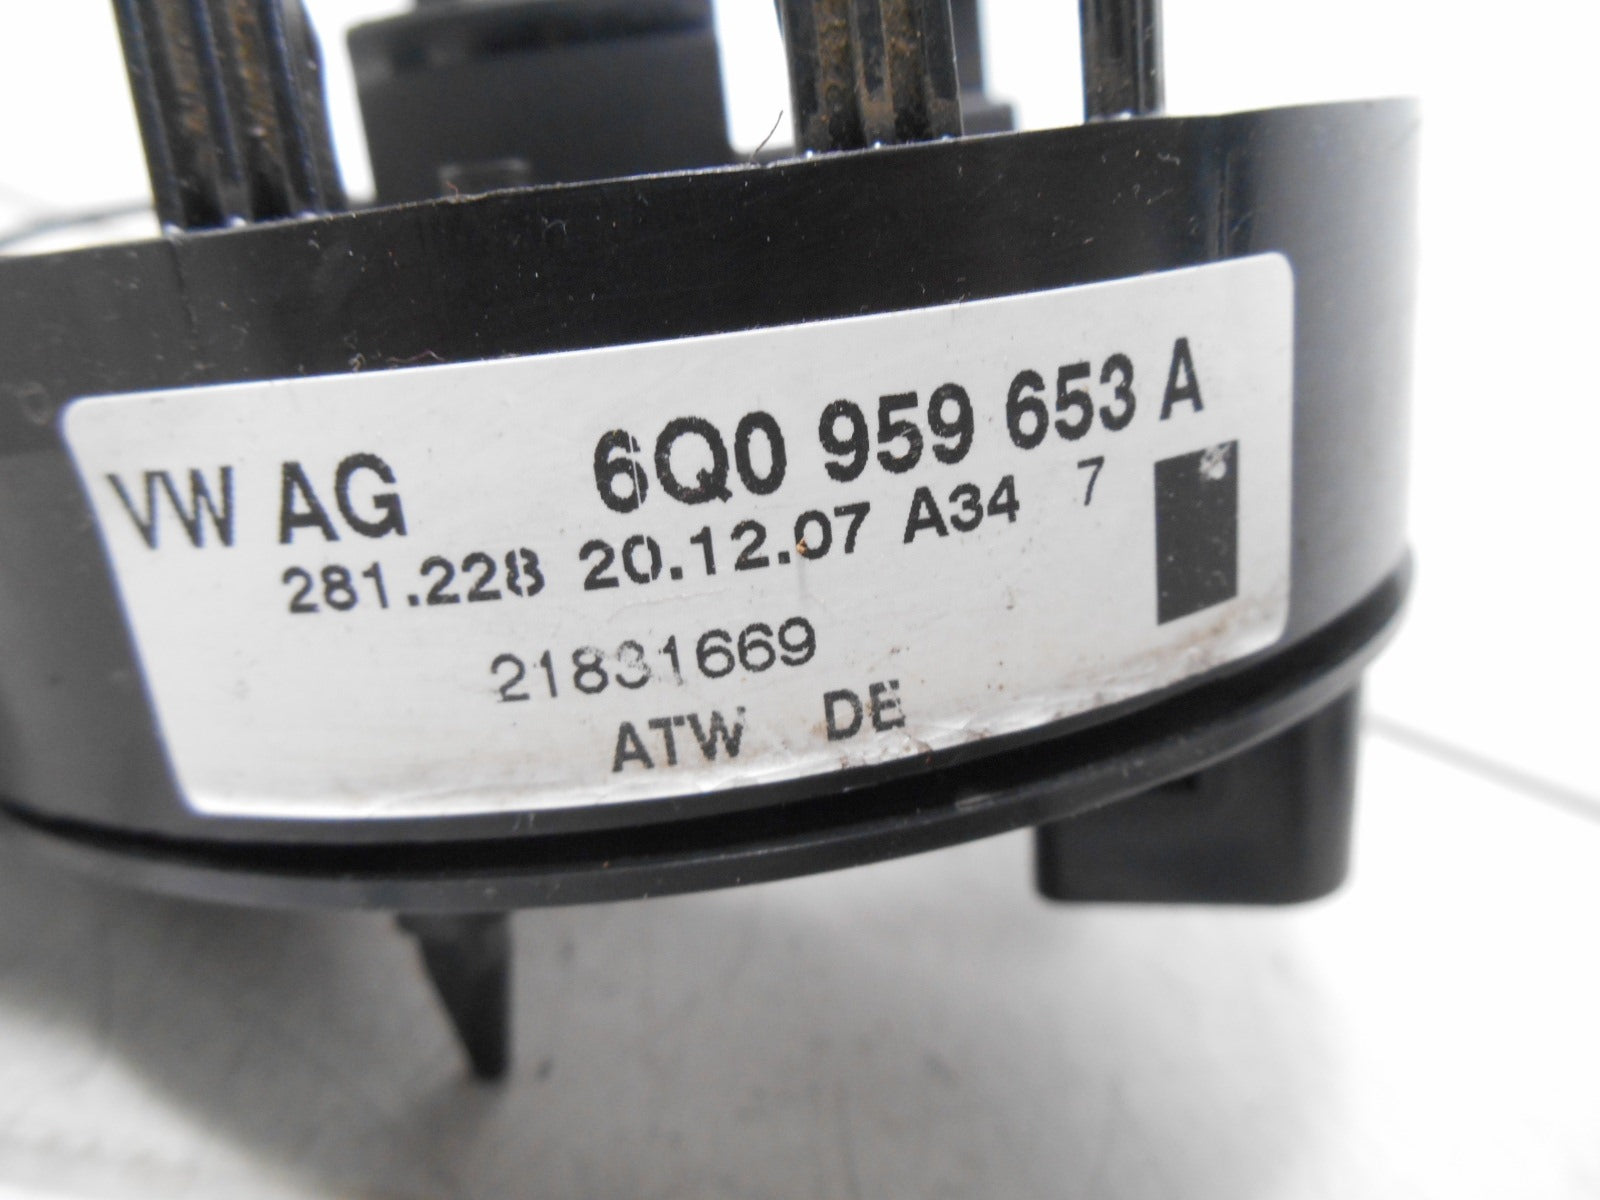 VW AG 6Q0 959 653 A
281.228 20.12.07 A34 7
21831669
ATW DE